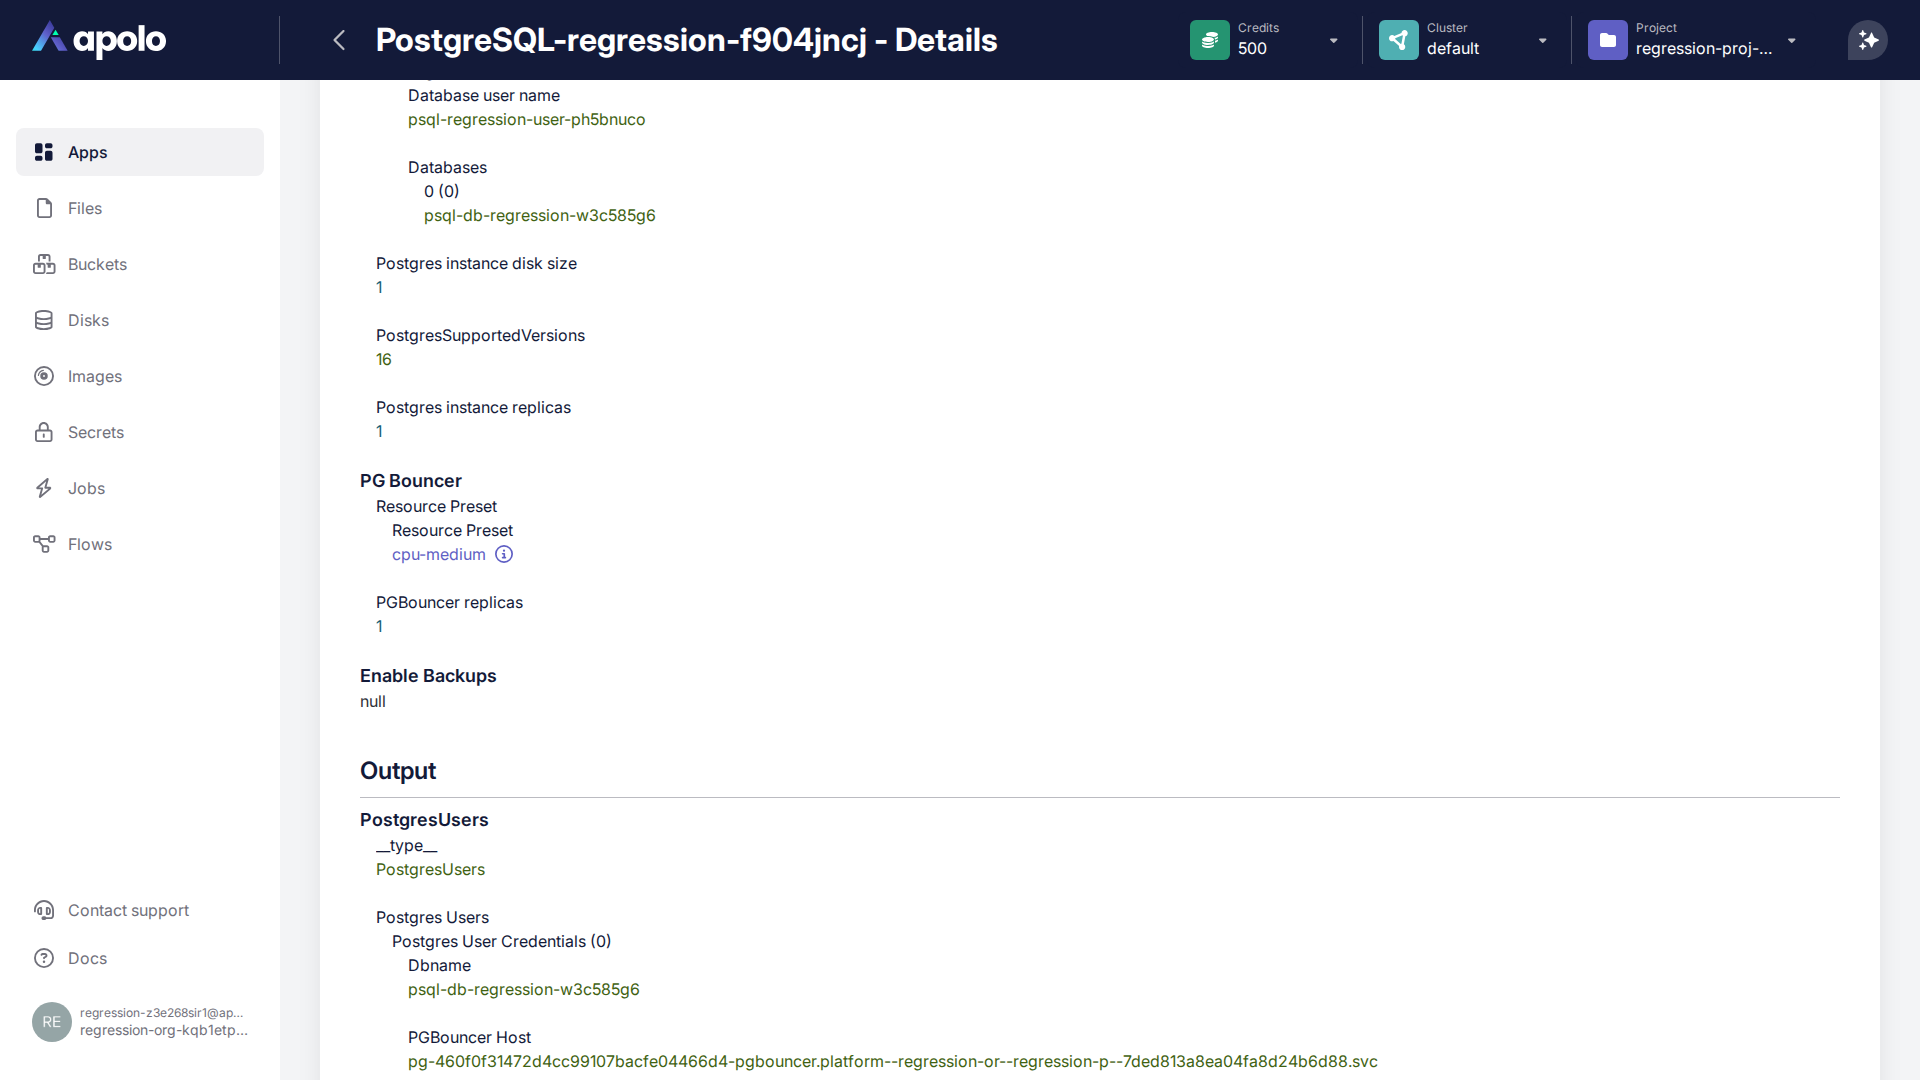 apolo
PostgreSQL-regression-f904jncj - Details
Credits
500
Cluster
default
Project
regression-proj-...
Apps
Files
Buckets
Disks
Images
Secrets
Jobs
Flows
Contact support
Docs
RE
regression-z3e268sir1@ap...
regression-org-kqb1etp...
Database user name
psql-regression-user-ph5bnuco
Databases
0 (0)
psql-db-regression-w3c585g6
Postgres instance disk size
1
PostgresSupportedVersions
16
Postgres instance replicas
1
PG Bouncer
Resource Preset
Resource Preset
cpu-medium
PGBouncer replicas
1
Enable Backups
null
Output
PostgresUsers
__type__
PostgresUsers
Postgres Users
Postgres User Credentials (0)
Dbname
psql-db-regression-w3c585g6
PGBouncer Host
pg-460f0f31472d4cc99107bacfe04466d4-pgbouncer.platform--regression-or--regression-p--7ded813a8ea04fa8d24b6d88.svc